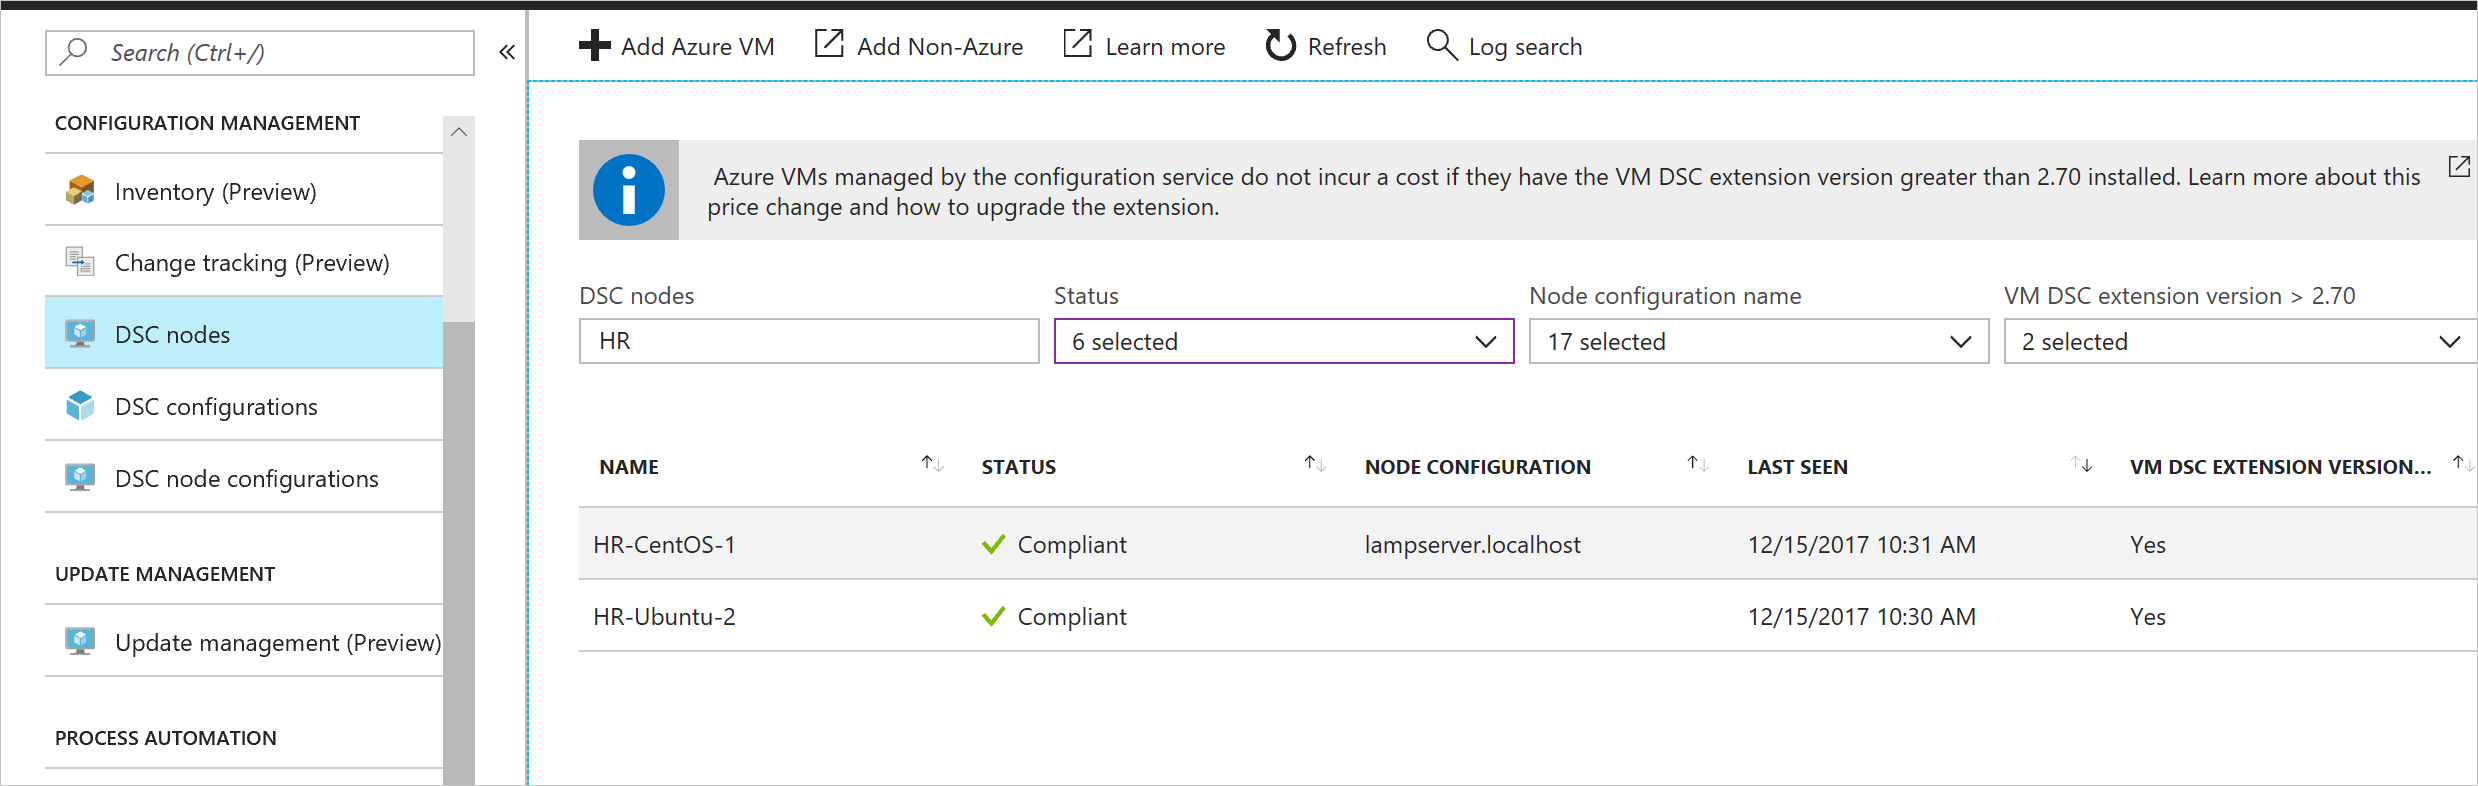 Search (Ctrl+/)
«
CONFIGURATION MANAGEMENT
Inventory (Preview)
Change tracking (Preview)
DSC nodes
DSC configurations
DSC node configurations
UPDATE MANAGEMENT
Update management (Preview)
PROCESS AUTOMATION
Add Azure VM Add Non-Azure Learn more Refresh Log search
Azure VMs managed by the configuration service do not incur a cost if they have the VM DSC extension version greater than 2.70 installed. Learn more about this
price change and how to upgrade the extension.
DSC nodes Status Node configuration name VM DSC extension version > 2.70
HR 6 selected 17 selected 2 selected
NAME STATUS NODE CONFIGURATION LAST SEEN VM DSC EXTENSION VERSION...
HR-CentOS-1 Compliant lampserver.localhost 12/15/2017 10:31 AM Yes
HR-Ubuntu-2 Compliant 12/15/2017 10:30 AM Yes